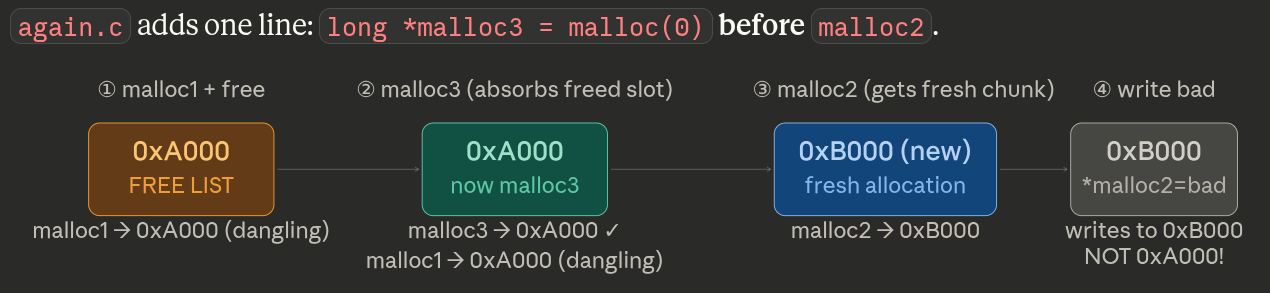 again.c adds one line: long *malloc3 = malloc(0) before malloc2.
① malloc1 + free
② malloc3 (absorbs freed slot)
③ malloc2 (gets fresh chunk)
④ write bad
0xA000
FREE LIST
0xA000
now malloc3
0xB000 (new)
fresh allocation
0xB000
*malloc2=bad
malloc1 → 0xA000 (dangling)
malloc3 → 0xA000 ✓
malloc1 → 0xA000 (dangling)
malloc2 → 0xB000
writes to 0xB000
NOT 0xA000!